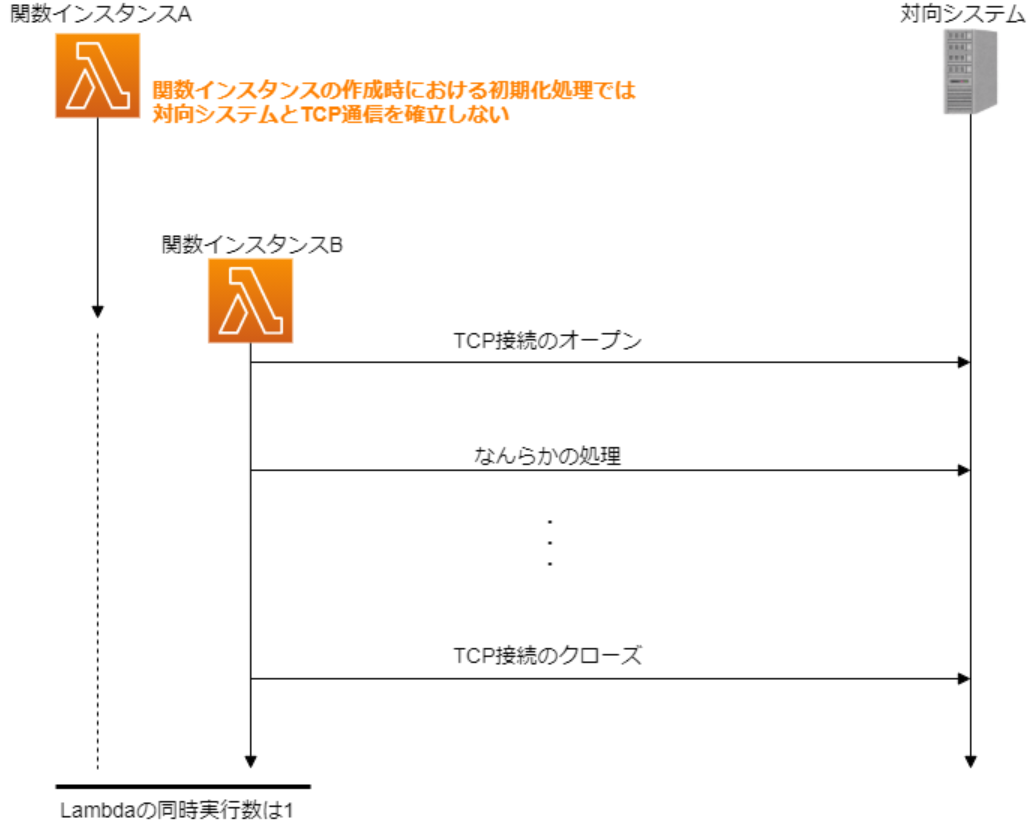 関数インスタンスA
対向システム
関数インスタンスの作成時における初期化処理では
対向システムとTCP通信を確立しない
関数インスタンスB
TCP接続のオープン
なんらかの処理
TCP接続のクローズ
Lambdaの同時実行数は1